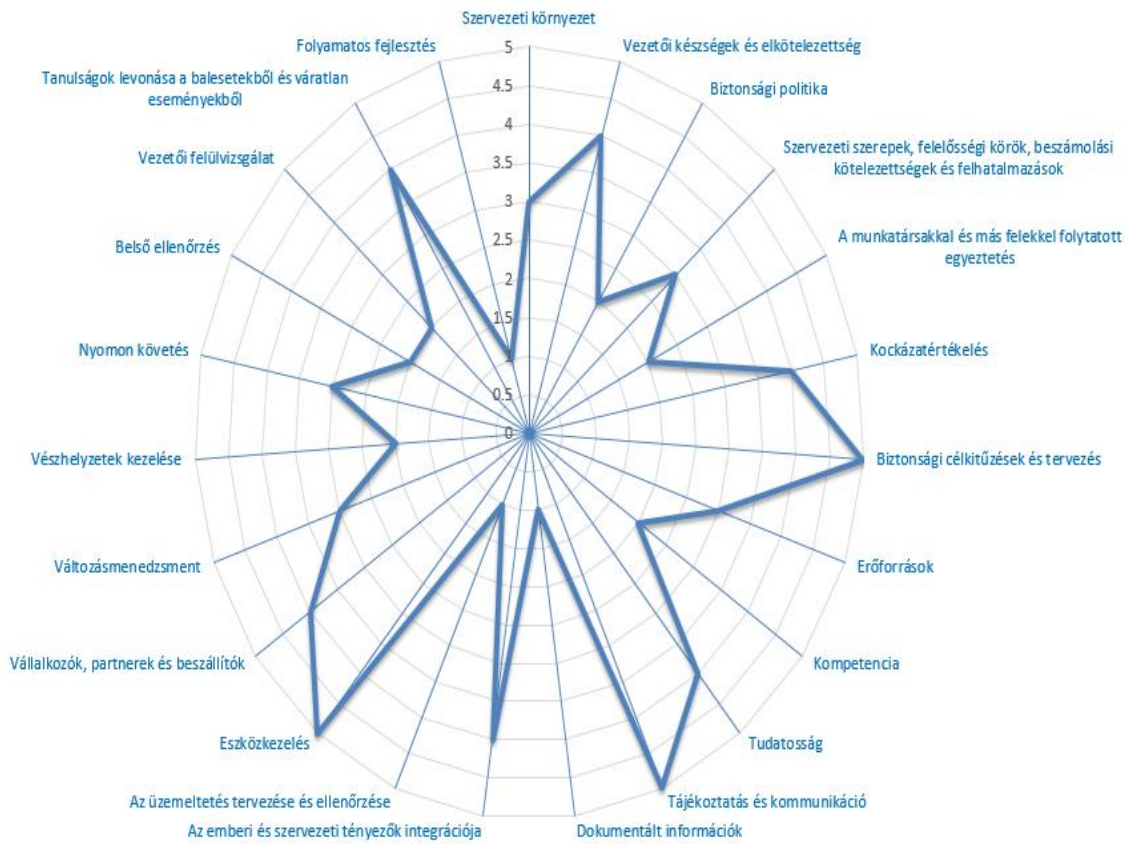 Szervezeti környezet
Vezetői készségek és elkötelezettség
Biztonsági politika
Szervezeti szerepek, felelősségi körök, beszámolási
kötelezettségek és felhatalmazások
A munkatársakkal és más felekkel folytatott
egyeztetés
Kockázatértékelés
Biztonsági célkitűzések és tervezés
Erőforrások
Kompetencia
Tudatosság
Tájékoztatás és kommunikáció
Dokumentált információk
Az emberi és szervezeti tényezők integrációja
Az üzemeltetés tervezése és ellenőrzése
Eszközkezelés
Vállalkozók, partnerek és beszállítók
Változásmenedzsment
Vészhelyzetek kezelése
Nyomon követés
Belső ellenőrzés
Vezetői felülvizsgálat
Tanulságok levonása a balesetekből és váratlan
eseményekből
Folyamatos fejlesztés
5
4.5
4
3.5
3
2.5
2
1.5
1
0.5
0